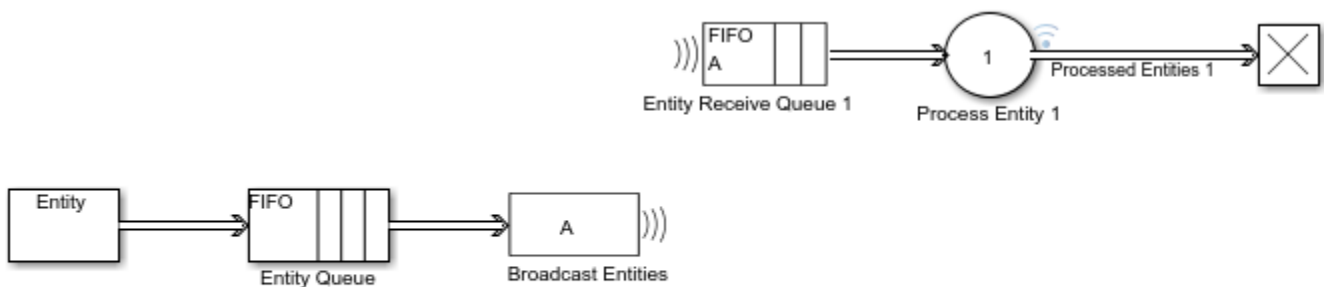 FIFO
A
Entity Receive Queue 1
1
Process Entity 1
Processed Entities 1
Entity
FIFO
Entity Queue
A
Broadcast Entities